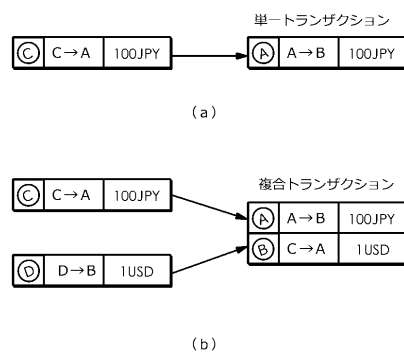 単一トランザクション
Ⓒ C→A 100JPY Ⓐ A→B 100JPY
(a)
複合トランザクション
Ⓒ C→A 100JPY Ⓐ A→B 100JPY
Ⓑ C→A 1USD
Ⓓ D→B 1USD
(b)